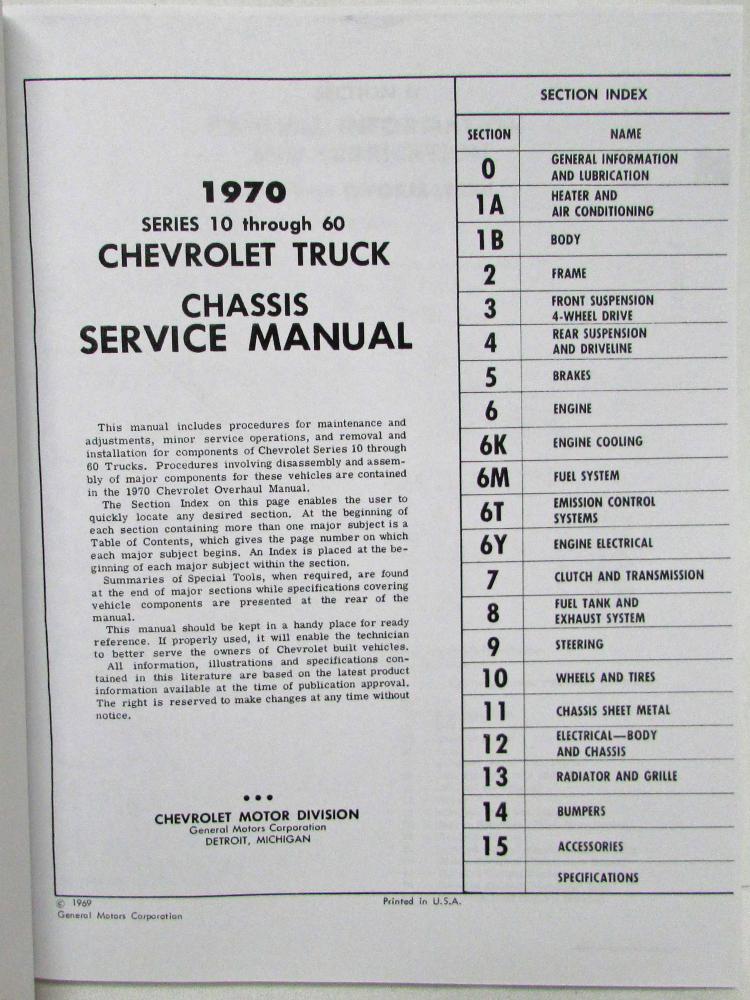 1970
SERIES 10 through 60
CHEVROLET TRUCK
CHASSIS
SERVICE MANUAL
This manual includes procedures for maintenance and
adjustments, minor service operations, and removal and
installation for components of Chevrolet Series 10 through
60 Trucks. Procedures involving disassembly and assem-
bly of major components for these vehicles are contained
in the 1970 Chevrolet Overhaul Manual.
The Section Index on this page enables the user to
quickly locate any desired section. At the beginning of
each section containing more than one major subject is a
Table of Contents, which gives the page number on which
each major subject begins. An Index is placed at the be-
ginning of each major subject within the section.
Summaries of Special Tools, when required, are found
at the end of major sections while specifications covering
vehicle components are presented at the rear of the
manual.
This manual should be kept in a handy place for ready
reference. If properly used, it will enable the technician
to better serve the owners of Chevrolet built vehicles.
All information, illustrations and specifications con-
tained in this literature are based on the latest product
information available at the time of publication approval.
The right is reserved to make changes at any time without
notice.
• • •
CHEVROLET MOTOR DIVISION
General Motors Corporation
DETROIT, MICHIGAN
© 1969
General Motors Corporation
Printed in U.S.A.
SECTION INDEX
SECTION NAME
0 GENERAL INFORMATION
AND LUBRICATION
1A HEATER AND
AIR CONDITIONING
1B BODY
2 FRAME
3 FRONT SUSPENSION
4-WHEEL DRIVE
4 REAR SUSPENSION
AND DRIVELINE
5 BRAKES
6 ENGINE
6K ENGINE COOLING
6M FUEL SYSTEM
6T EMISSION CONTROL
SYSTEMS
6Y ENGINE ELECTRICAL
7 CLUTCH AND TRANSMISSION
8 FUEL TANK AND
EXHAUST SYSTEM
9 STEERING
10 WHEELS AND TIRES
11 CHASSIS SHEET METAL
12 ELECTRICAL—BODY
AND CHASSIS
13 RADIATOR AND GRILLE
14 BUMPERS
15 ACCESSORIES
SPECIFICATIONS